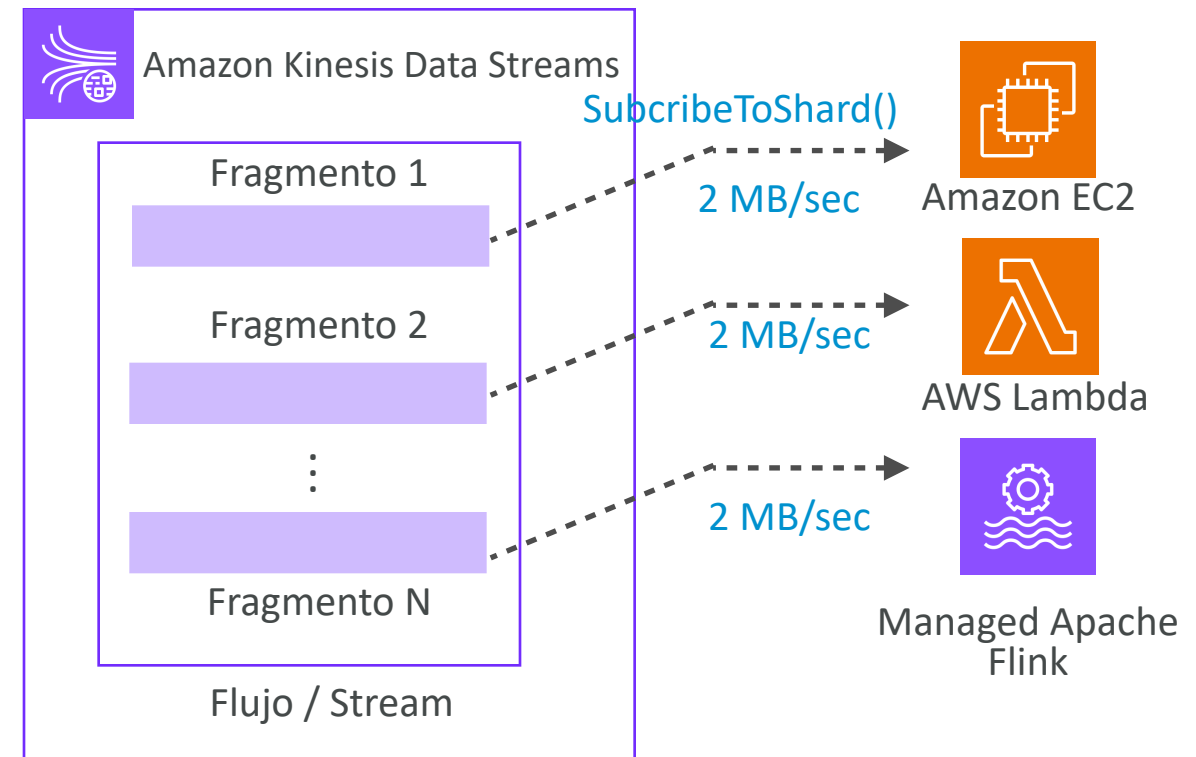 Amazon Kinesis Data Streams
SubcribeToShard()
Fragmento 1
2 MB/sec
Amazon EC2
Fragmento 2
2 MB/sec
AWS Lambda
⋮
2 MB/sec
Fragmento N
Managed Apache
Flink
Flujo / Stream